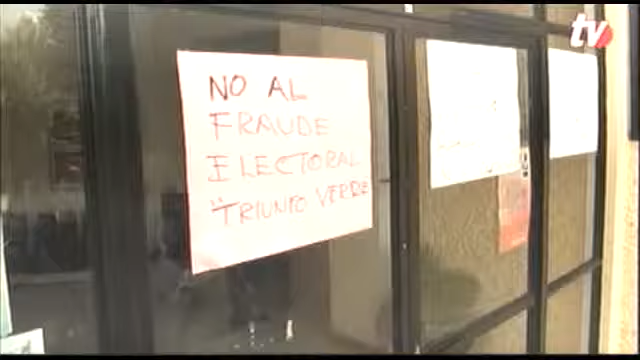 tv
NO AL
FRAUDE
ELECTORAL
"TRIUNFO VERDE